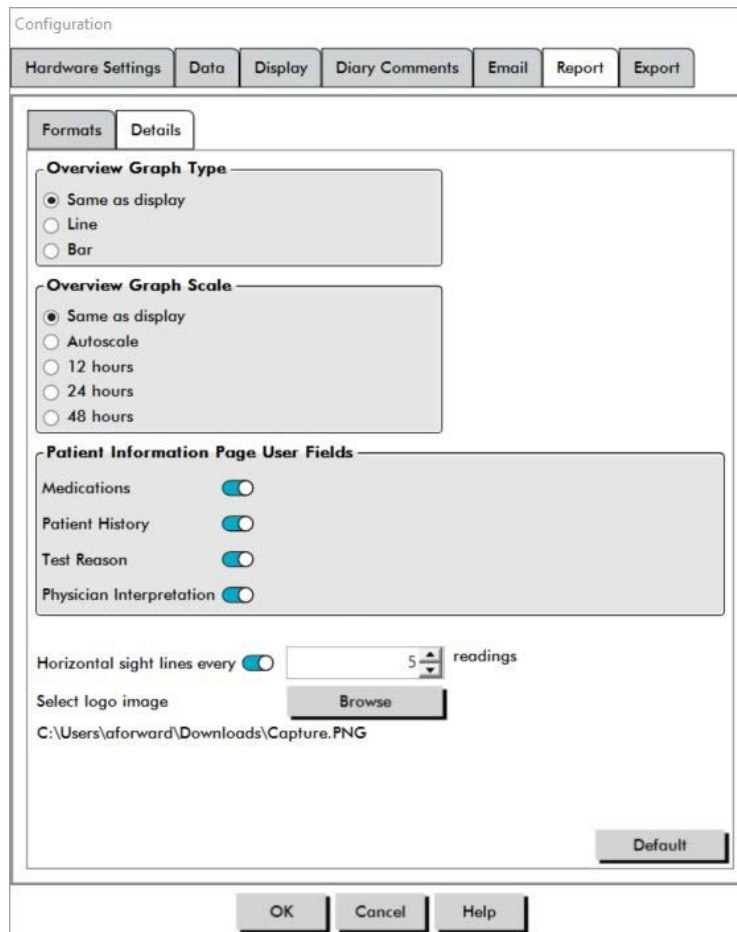 Configuration
Hardware Settings Data Display Diary Comments Email Report Export
Formats Details
Overview Graph Type
Same as display
Line
Bar
Overview Graph Scale
Same as display
Autoscale
12 hours
24 hours
48 hours
Patient Information Page User Fields
Medications
Patient History
Test Reason
Physician Interpretation
Horizontal sight lines every 5 readings
Select logo image Browse
C:\Users\aforward\Downloads\Capture.PNG
Default
OK Cancel Help